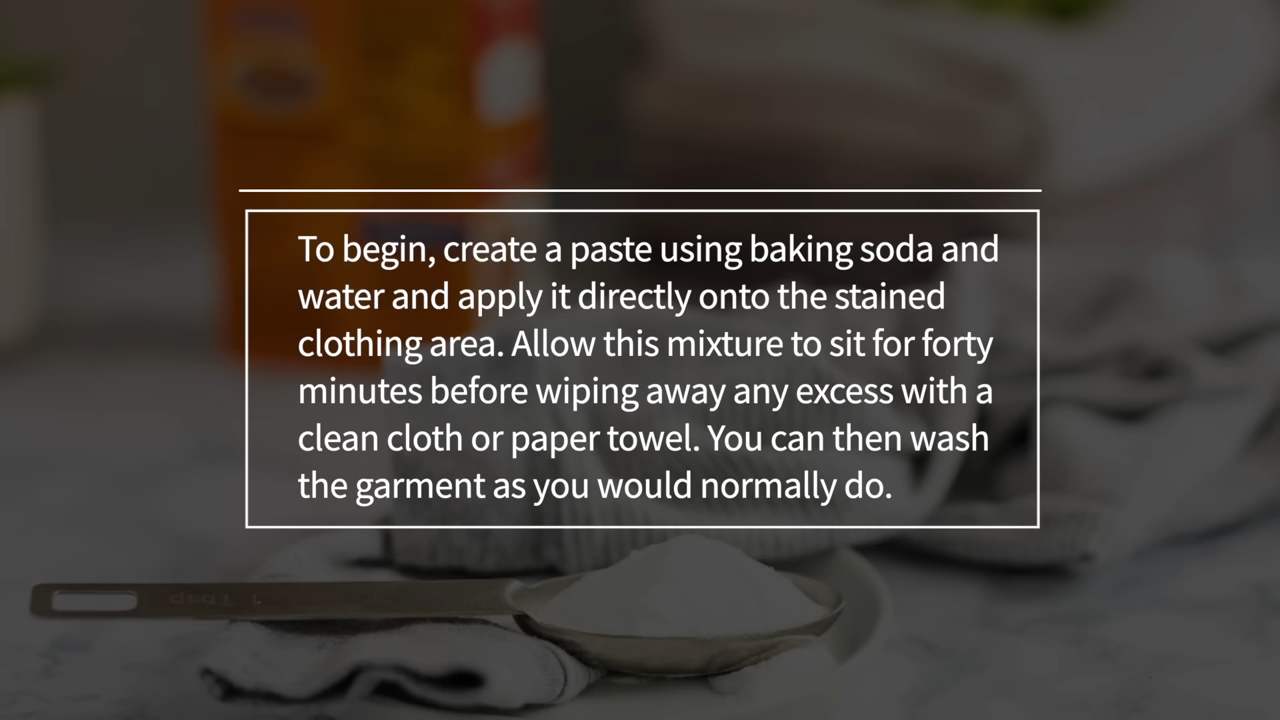 To begin, create a paste using baking soda and
water and apply it directly onto the stained
clothing area. Allow this mixture to sit for forty
minutes before wiping away any excess with a
clean cloth or paper towel. You can then wash
the garment as you would normally do.
1 Tbsp